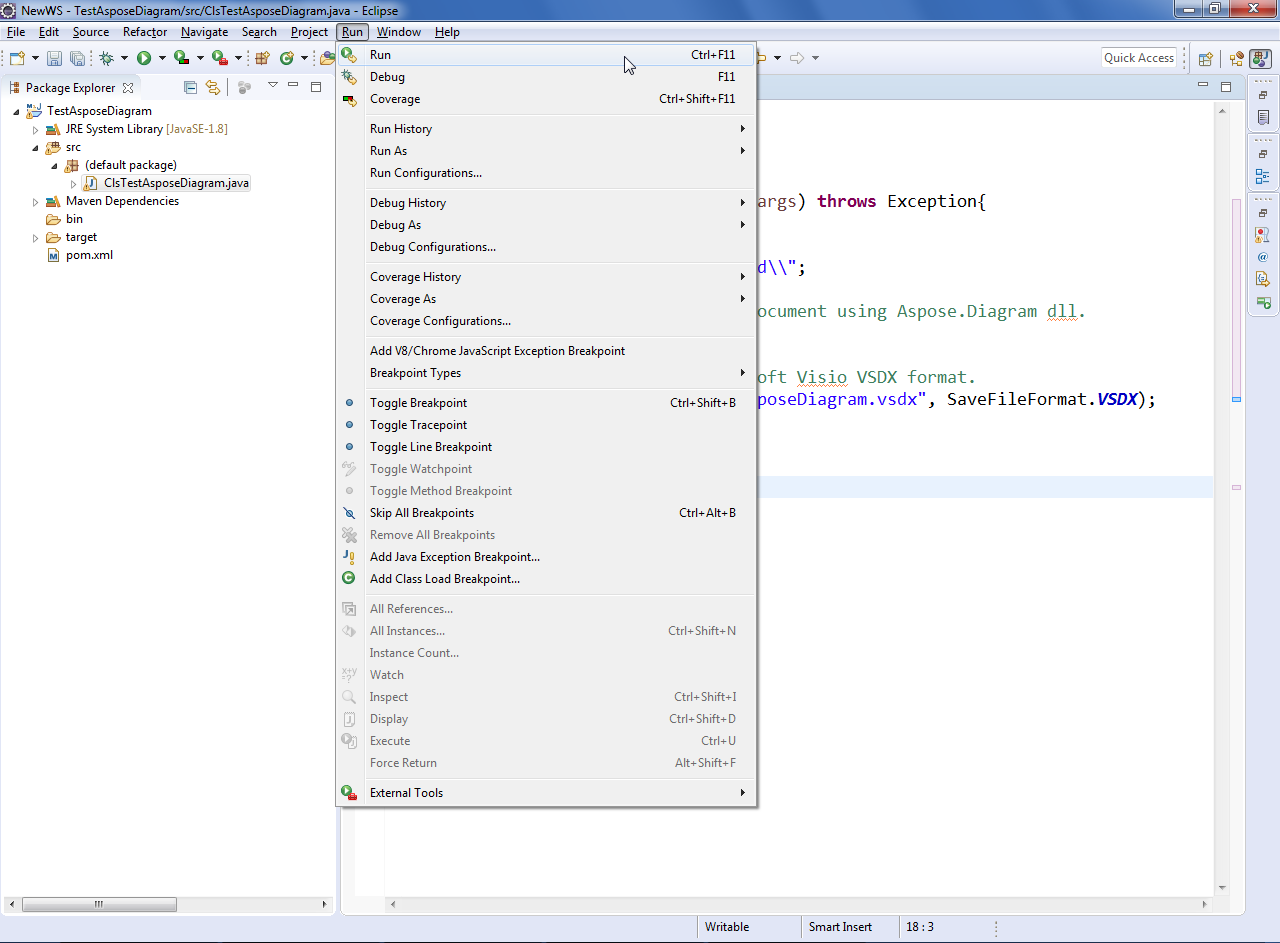 NewWS - TestAsposeDiagram/src/ClsTestAsposeDiagram.java - Eclipse
File Edit Source Refactor Navigate Search Project Run Window Help
Quick Access
Package Explorer
TestAsposeDiagram
JRE System Library [JavaSE-1.8]
src
(default package)
ClsTestAsposeDiagram.java
Maven Dependencies
bin
target
pom.xml
Run Ctrl+F11
Debug F11
Coverage Ctrl+Shift+F11
Run History
Run As
Run Configurations...
Debug History
Debug As
Debug Configurations...
Coverage History
Coverage As
Coverage Configurations...
Add V8/Chrome JavaScript Exception Breakpoint
Breakpoint Types
Toggle Breakpoint Ctrl+Shift+B
Toggle Tracepoint
Toggle Line Breakpoint
Toggle Watchpoint
Toggle Method Breakpoint
Skip All Breakpoints Ctrl+Alt+B
Remove All Breakpoints
Add Java Exception Breakpoint...
Add Class Load Breakpoint...
All References...
All Instances... Ctrl+Shift+N
Instance Count...
Watch
Inspect Ctrl+Shift+I
Display Ctrl+Shift+D
Execute Ctrl+U
Force Return Alt+Shift+F
External Tools
args) throws Exception{
d\\";
ocument using Aspose.Diagram dll.
oft Visio VSDX format.
poseDiagram.vsdx", SaveFileFormat.VSDX);
Writable Smart Insert 18 : 3